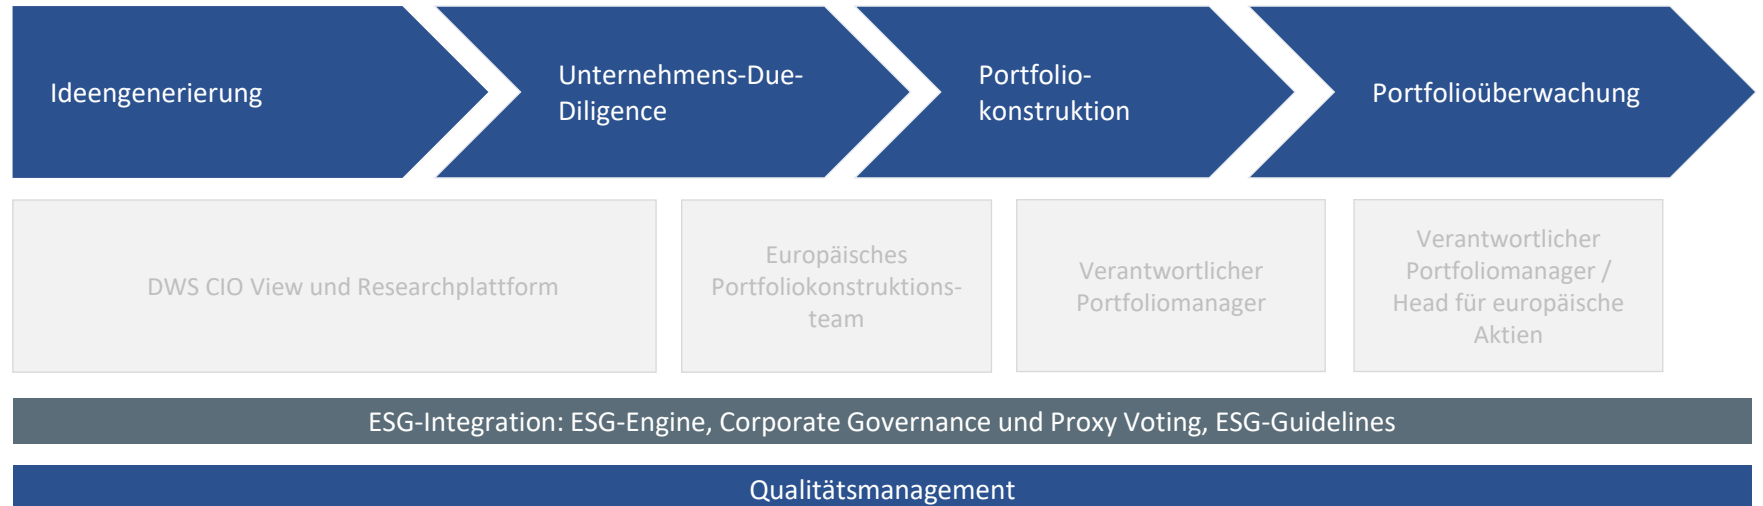 Ideengenerierung
Unternehmens-Due-
Diligence
Portfolio-
konstruktion
Portfolioüberwachung
DWS CIO View und Researchplattform
Europäisches
Portfoliokonstruktions-
team
Verantwortlicher
Portfoliomanager
Verantwortlicher
Portfoliomanager /
Head für europäische
Aktien
ESG-Integration: ESG-Engine, Corporate Governance und Proxy Voting, ESG-Guidelines
Qualitätsmanagement